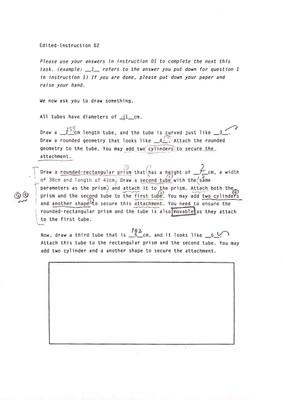 Edited-Instruction 02
Please use your answers in instruction 01 to complete the next this
task. (example: __1__ refers to the answer you put down for question 1
in instruction 1) If you are done, please put down your paper and
raise your hand.
We now ask you to draw something.
All tubes have diameters of cm.
Draw a cm length tube, and the tube is curved just like
Draw a rounded geometry that looks like . Attach the rounded
geometry to the tube. You may add two cylinders to secure the
attachment.
Draw a rounded-rectangular prism that has a height of cm, a width
of 30cm and length of 42cm. Draw a second tube with the same
parameters as the prism) and attach it to the prism. Attach both the
prism and the second tube to the first tube. You may add two cylinders
and another shape to secure this attachment. You need to ensure the
rounded-rectangular prism and the tube is also movable as they attach
to the first tube.
Now, draw a third tube that is cm, and it looks like
Attach this tube to the rectangular prism and the second tube. You may
add two cylinder and a another shape to secure the attachment.